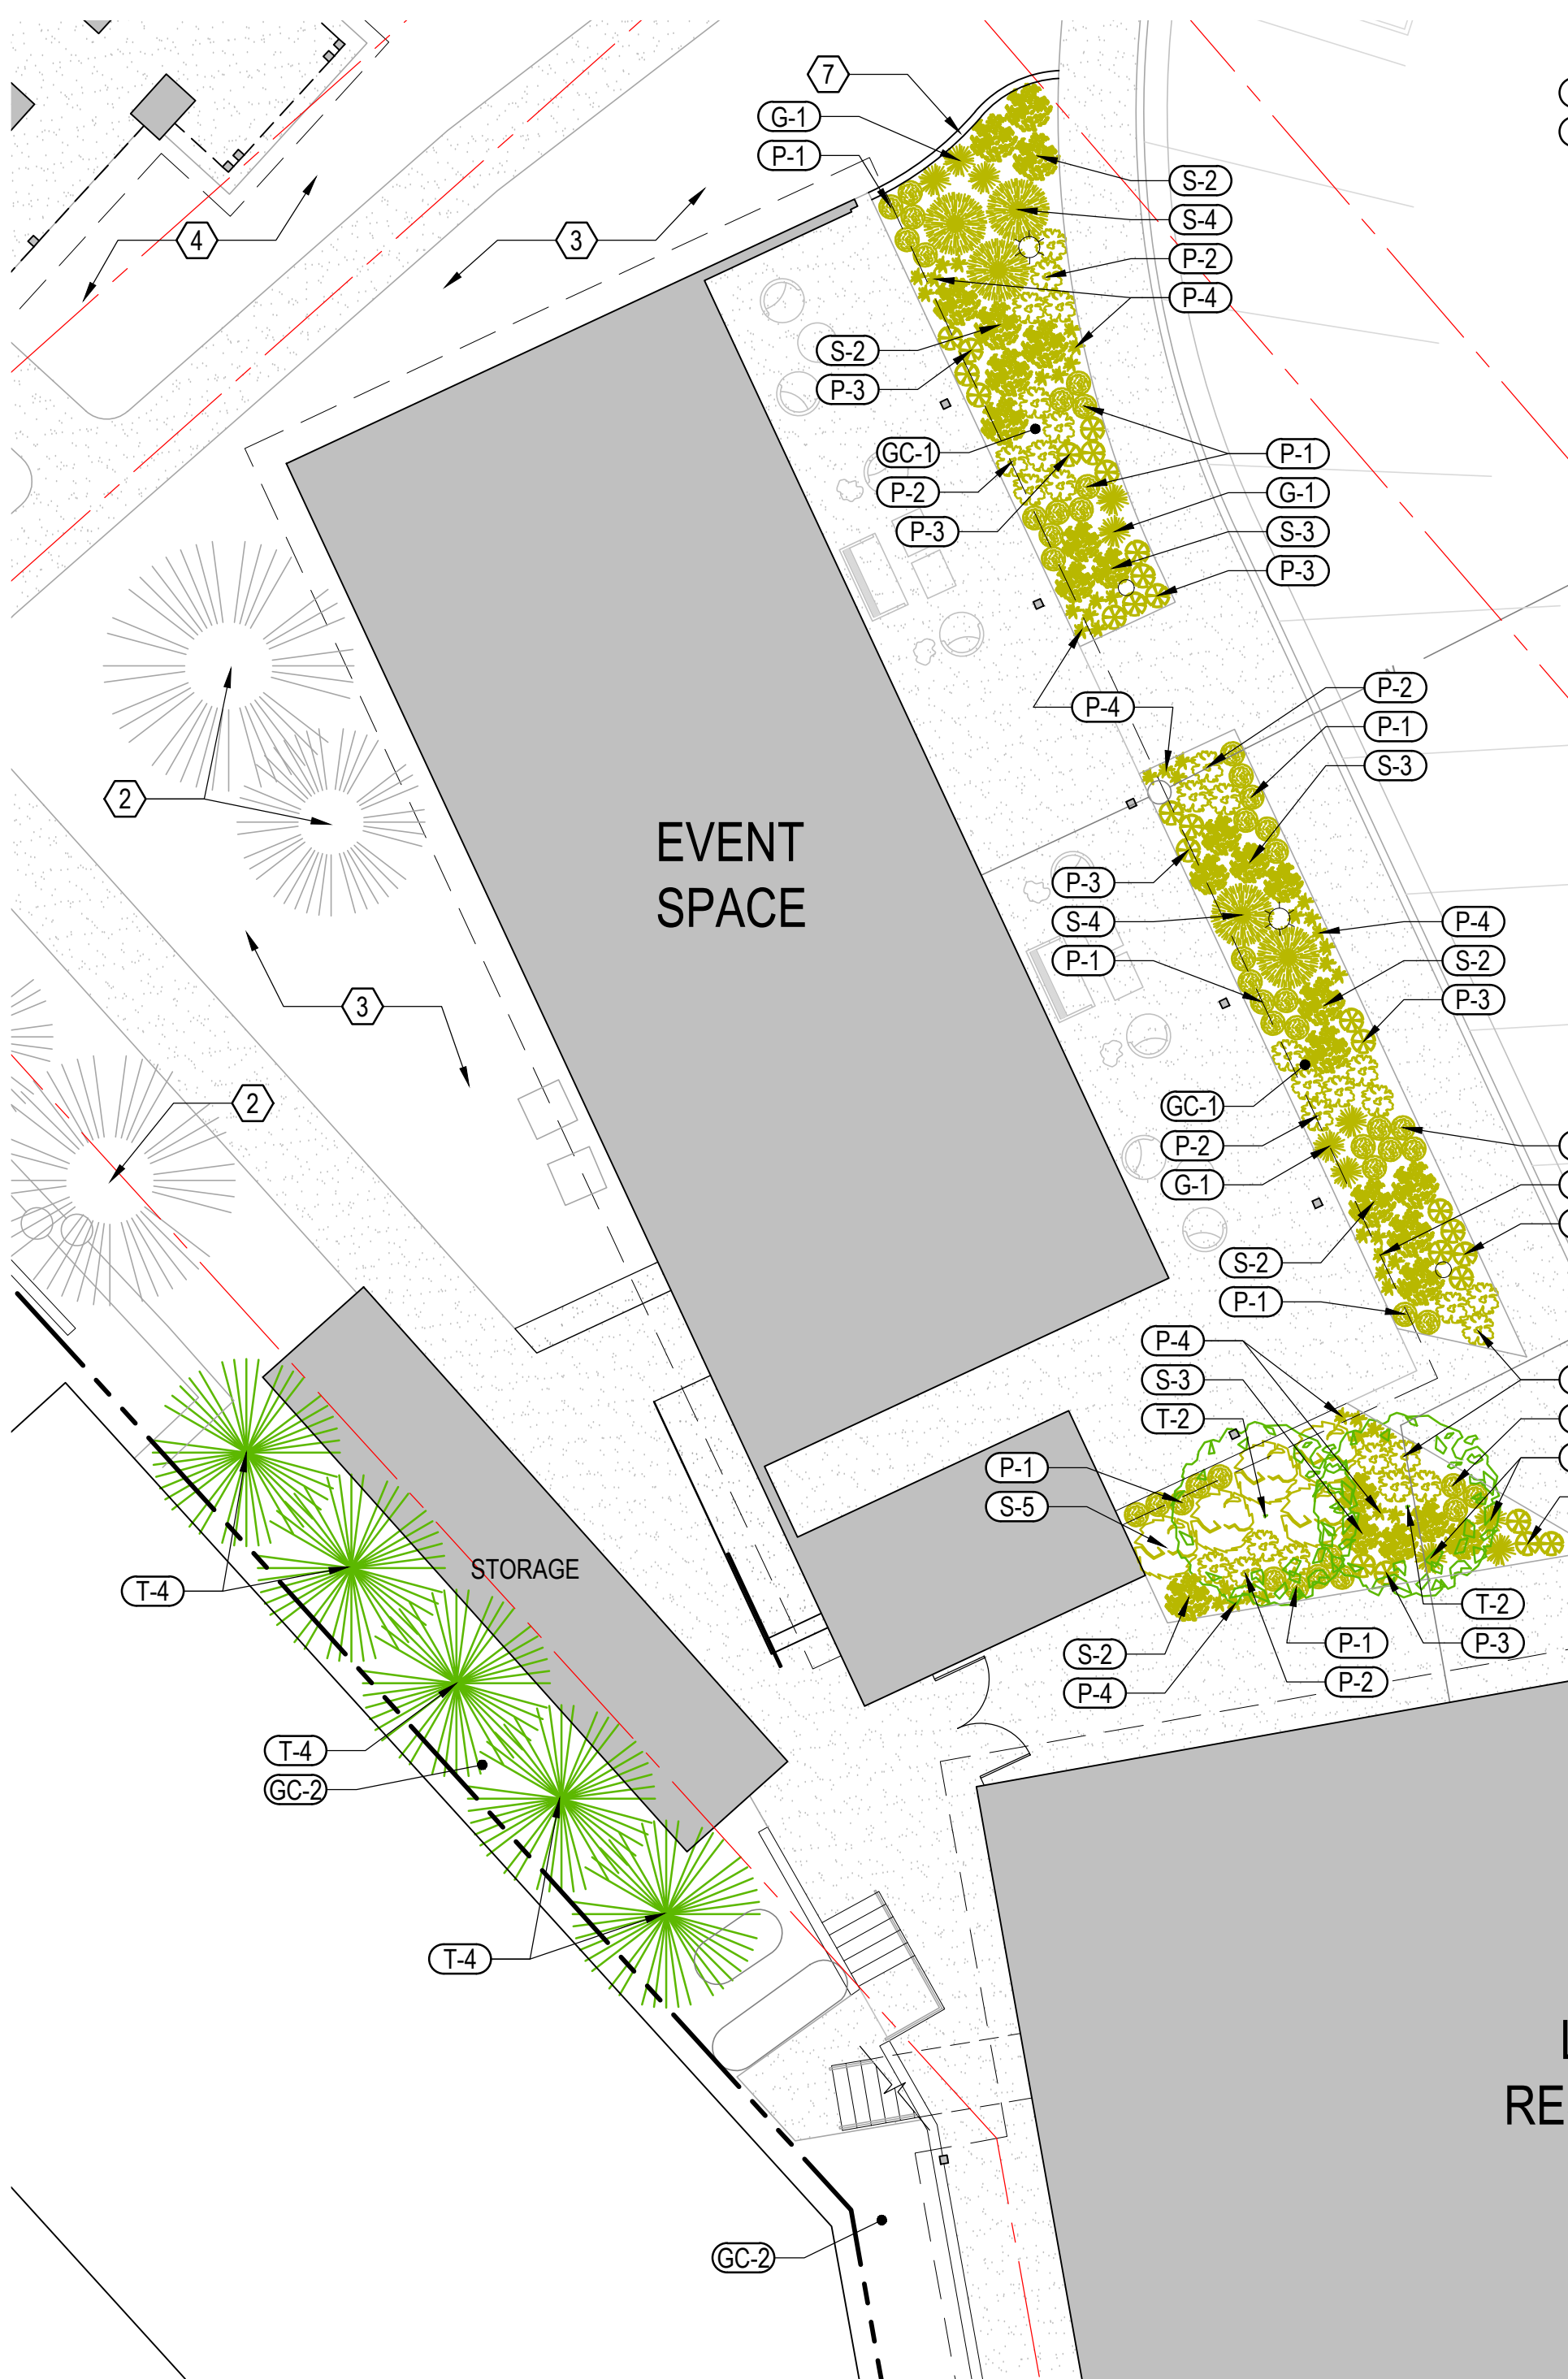 7
G-1
P-1
S-2
4
3
S-4
P-2
P-4
S-2
P-3
GC-1
P-1
P-2
G-1
P-3
S-3
P-3
P-2
P-4
P-1
S-3
2
EVENT
SPACE
P-3
S-4
P-4
P-1
S-2
3
P-3
2
GC-1
P-2
G-1
S-2
P-1
P-4
S-3
T-2
P-1
S-5
STORAGE
T-4
T-2
P-1
P-3
S-2
P-2
P-4
T-4
GC-2
T-4
RE
GC-2